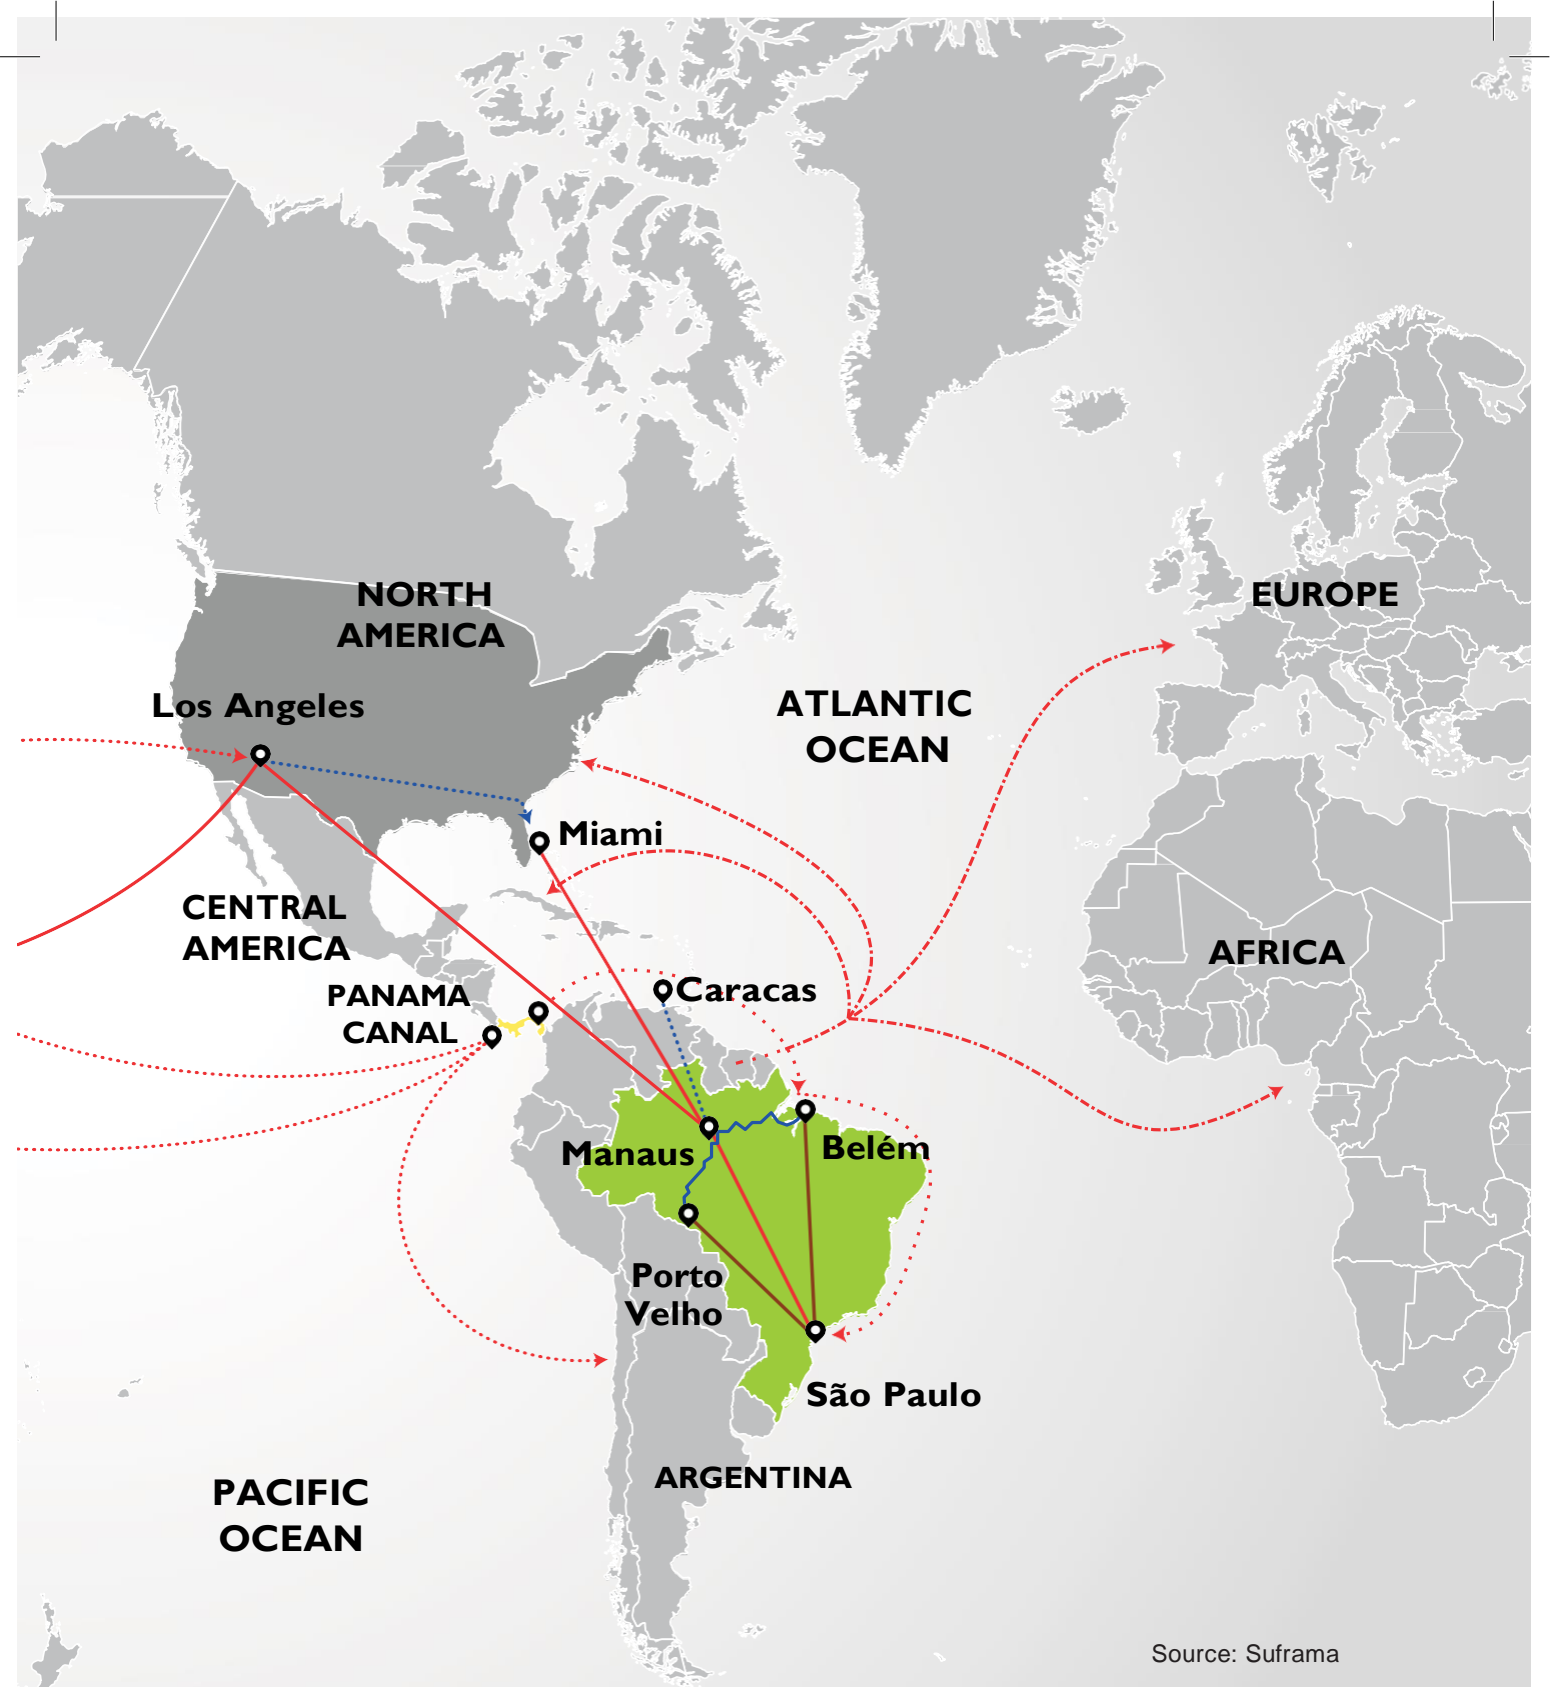 NORTH
AMERICA
EUROPE
Los Angeles
ATLANTIC
OCEAN
Miami
CENTRAL
AMERICA
AFRICA
PANAMA
CANAL
Caracas
Manaus
Belém
Porto
Velho
São Paulo
ARGENTINA
PACIFIC
OCEAN
Source: Suframa